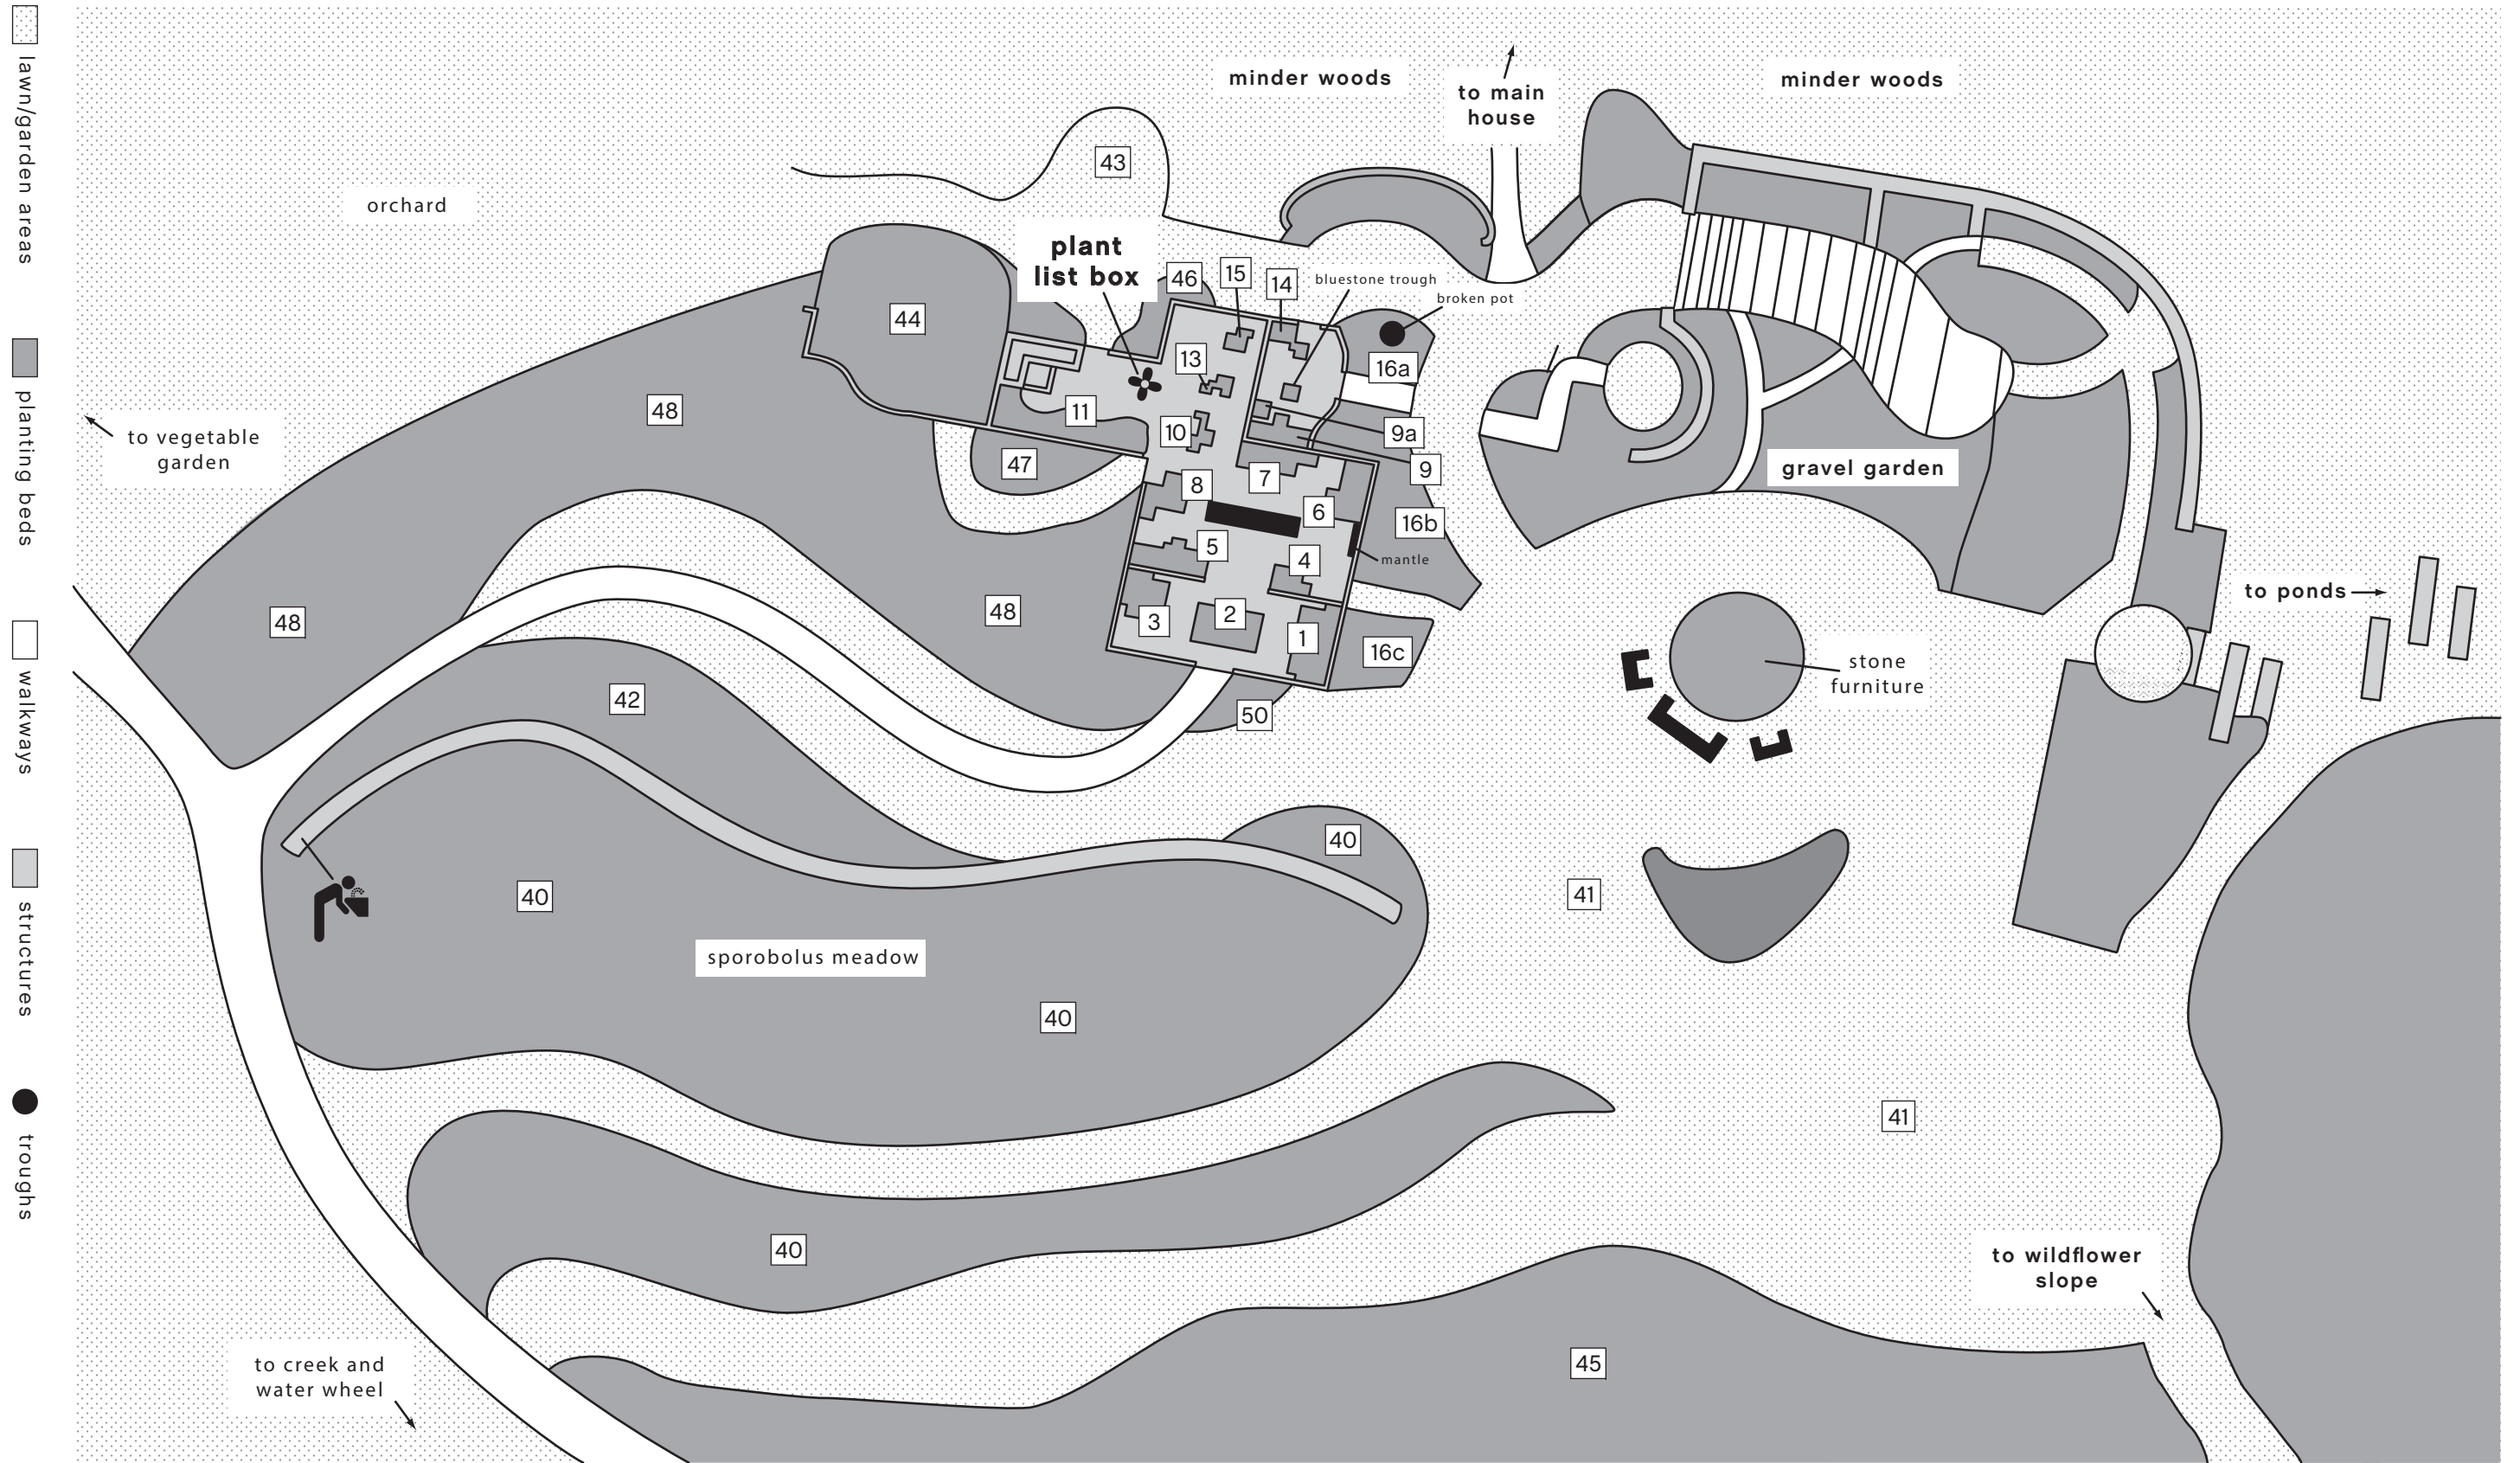 lawn/garden areas
planting beds
walkways
structures
troughs
minder woods
to main
house
minder woods
43
orchard
plant
list box
46
15
14
bluestone trough
broken pot
44
13
16a
48
11
10
9a
to vegetable
garden
47
7
9
gravel garden
8
6
16b
5
4
mantle
to ponds
48
48
3
2
1
16c
stone
furniture
42
50
40
40
41
sporobolus meadow
40
41
40
to wildflower
slope
to creek and
water wheel
45